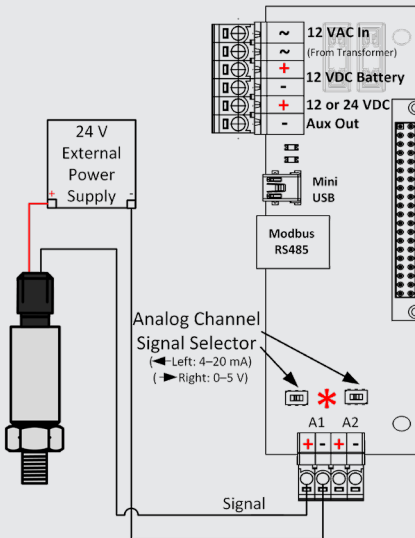 12 VAC In
(From Transformer)
12 VDC Battery
12 or 24 VDC
Aux Out
~
~
+
-
+
-
24 V
External
Power
Supply
+
-
Mini
USB
Modbus
RS485
Analog Channel
Signal Selector
(◄Left: 4–20 mA)
(►Right: 0–5 V)
*
A1 A2
+ - + -
Signal